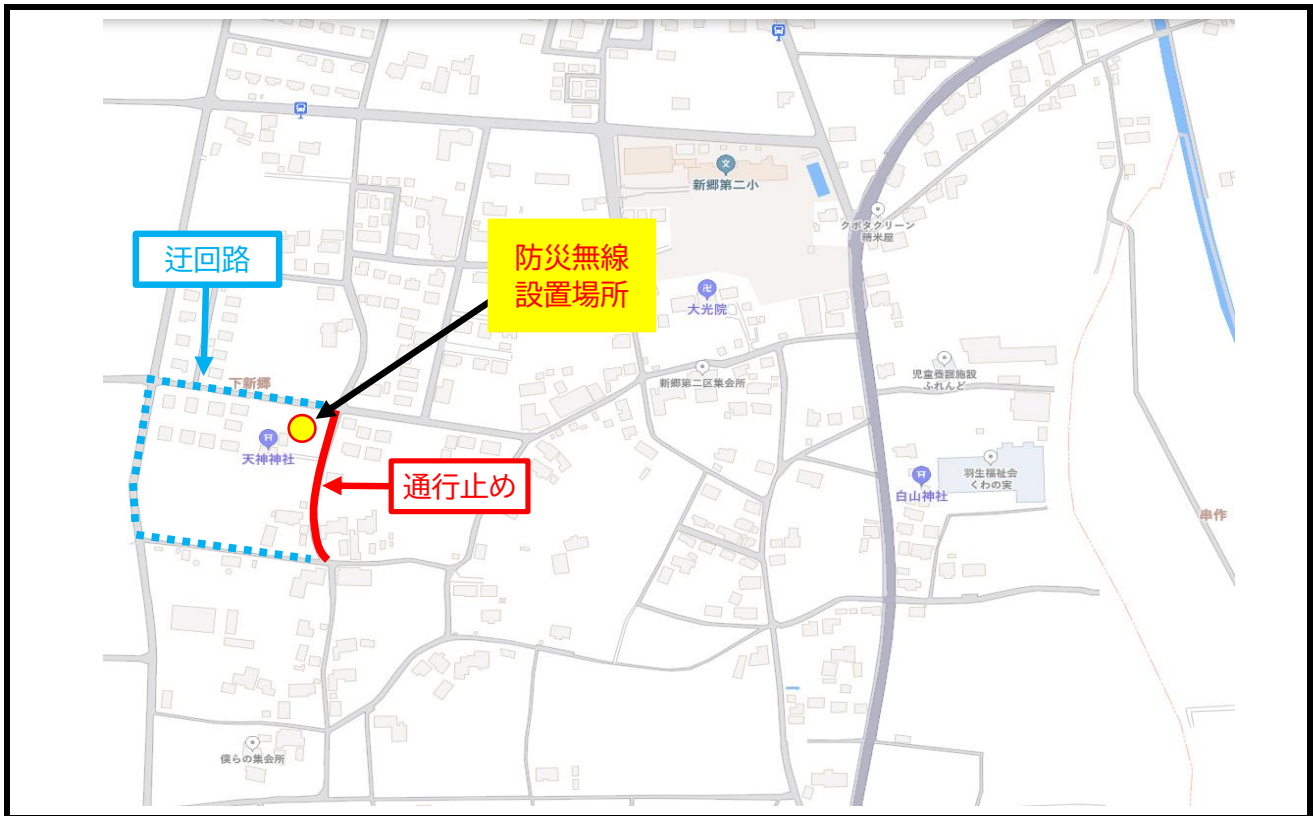 新郷第二小
クボタクリーン
精米屋
迂回路
防災無線
設置場所
大光院
下新郷
新郷第二区集会所
児童養護施設
ふれんど
天神神社
通行止め
羽生福祉会
くわの実
白山神社
串作
僕らの集会所